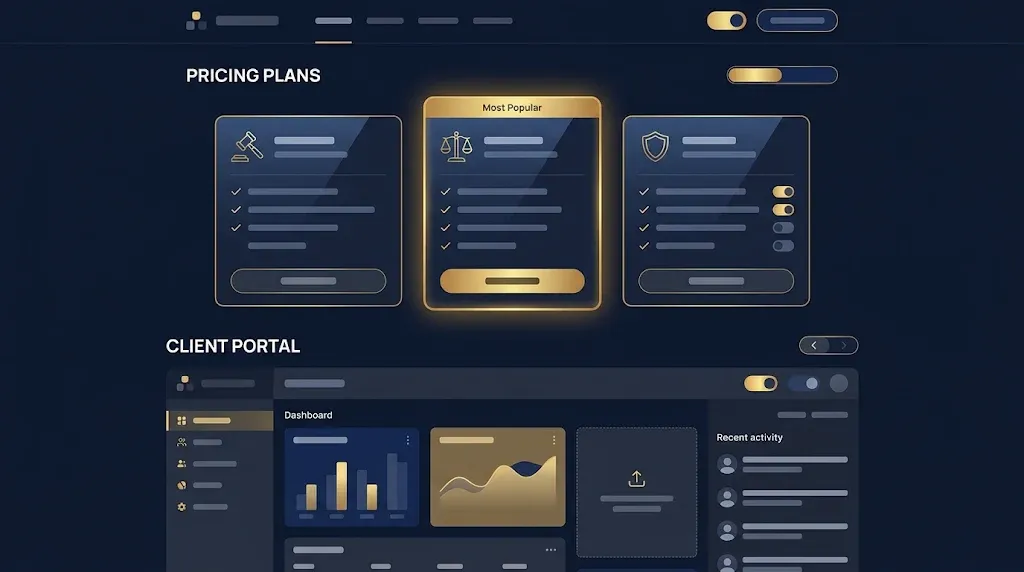 PRICING PLANS
Most Popular
CLIENT PORTAL
Dashboard
Recent activity